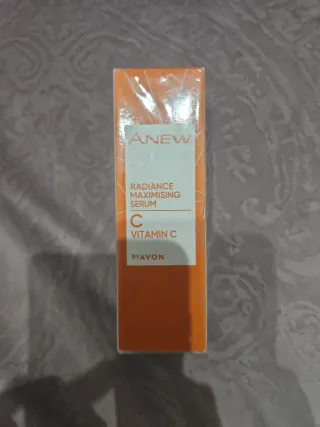 ANEW
RADIANCE
MAXIMISING
SERUM
C
VITAMIN C
BY AVON